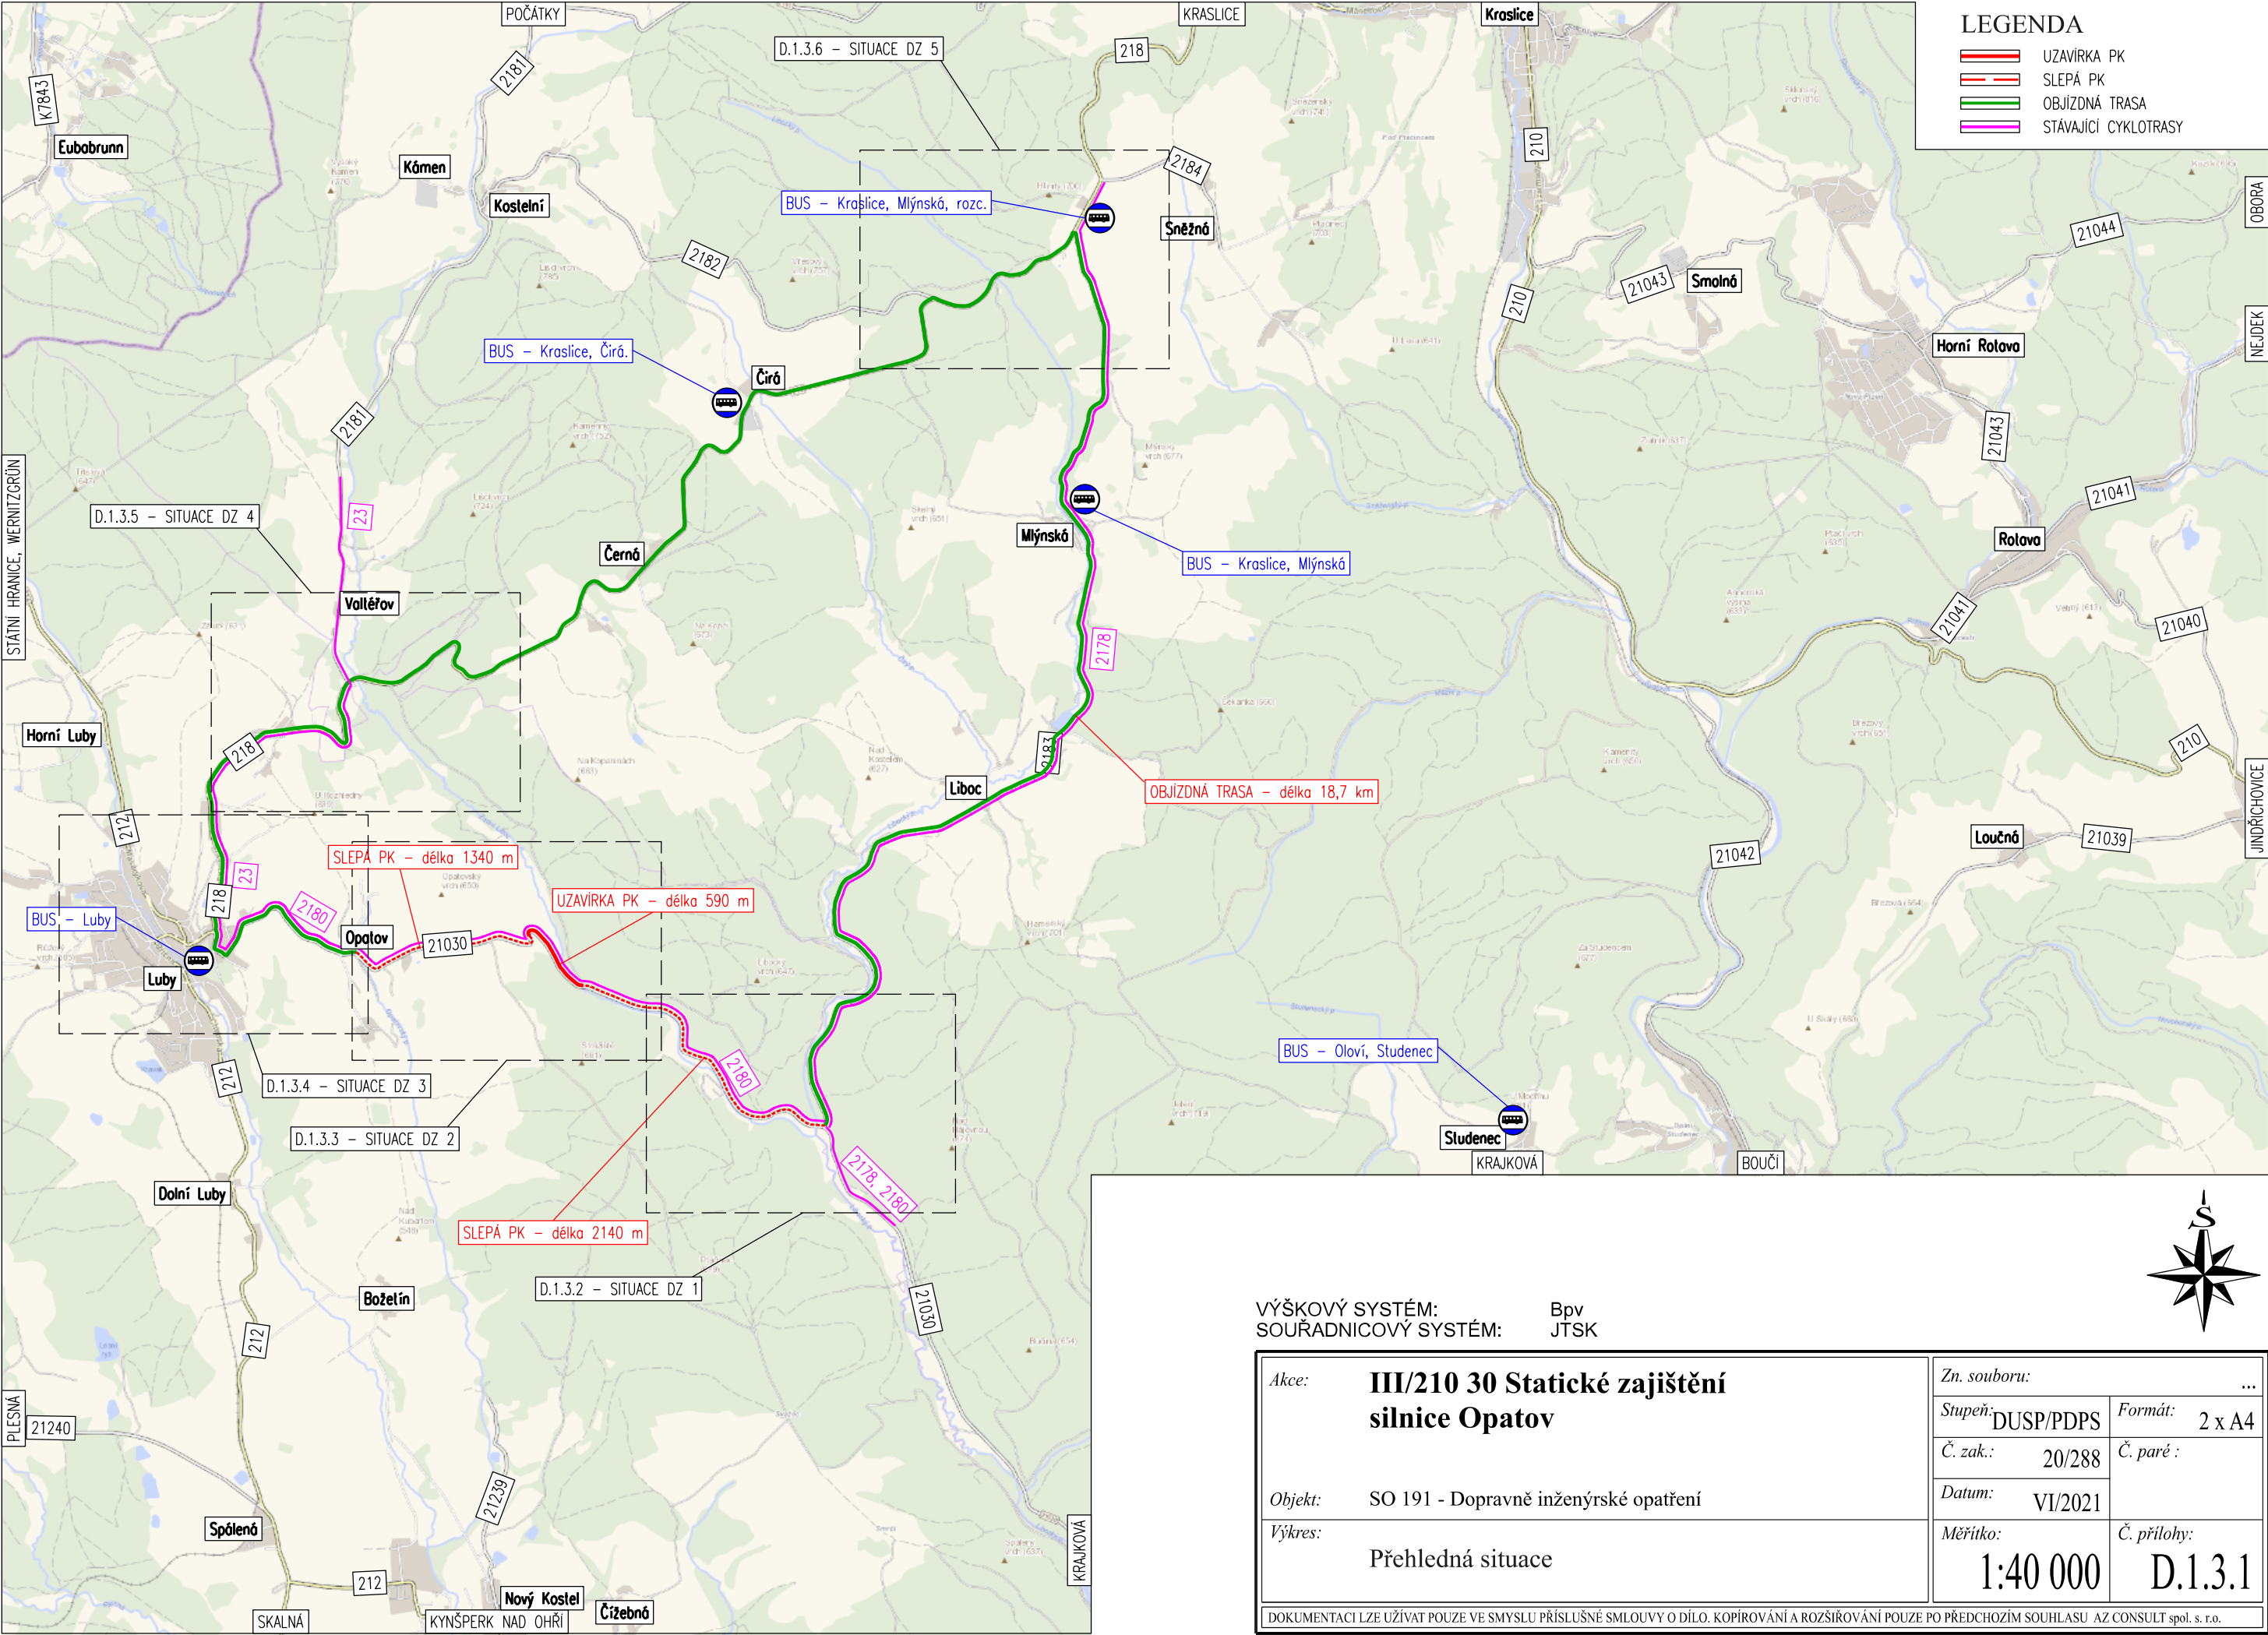 POČÁTKY
KRASLICE
Kraslice
LEGENDA
UZAVÍRKA PK
SLEPÁ PK
OBJÍZDNÁ TRASA
STÁVAJÍCÍ CYKLOTRASY
D.1.3.6 – SITUACE DZ 5
218
2181
K7843
Eubabrunn
Kámen
Kostelní
2184
210
BUS – Kraslice, Mlýnská, rozc.
Sněžná
OBORA
21044
2182
21043
Smolná
210
NEJDEK
Horní Rotava
BUS – Kraslice, Čirá.
Čirá
2181
21043
STÁTNÍ HRANICE, WERNITZGRÜN
D.1.3.5 – SITUACE DZ 4
23
21041
Mlýnská
Rotava
Černá
BUS – Kraslice, Mlýnská
Valtéřov
21041
21040
2178
Horní Luby
218
2183
210
Liboc
OBJÍZDNÁ TRASA – délka 18,7 km
JINDŘICHOVICE
212
Loučná
21039
SLEPÁ PK – délka 1340 m
21042
23
218
UZAVÍRKA PK – délka 590 m
2180
BUS – Luby
Opatov
21030
Luby
BUS – Oloví, Studenec
212
D.1.3.4 – SITUACE DZ 3
2180
D.1.3.3 – SITUACE DZ 2
Studenec
KRAJKOVÁ
BOUČÍ
2178, 2180
Dolní Luby
SLEPÁ PK – délka 2140 m
Š
D.1.3.2 – SITUACE DZ 1
Božetín
21030
212
VÝŠKOVÝ SYSTÉM: Bpv
SOUŘADNICOVÝ SYSTÉM: JTSK
PLESNÁ
21240
21239
Spálená
KRAJKOVÁ
212
Nový Kostel
Čížebná
SKALNÁ
KYNŠPERK NAD OHŘÍ
Akce: III/210 30 Statické zajištění
silnice Opatov
Objekt: SO 191 - Dopravně inženýrské opatření
Výkres:
Přehledná situace
Zn. souboru: ...
Stupeň: DUSP/PDPS
Formát: 2 x A4
Č. zak.: 20/288
Č. paré :
Datum: VI/2021
Měřítko:
1:40 000
Č. přílohy:
D.1.3.1
DOKUMENTACI LZE UŽÍVAT POUZE VE SMYSLU PŘÍSLUŠNÉ SMLOUVY O DÍLO. KOPÍROVÁNÍ A ROZŠIŘOVÁNÍ POUZE PO PŘEDCHOZÍM SOUHLASU AZ CONSULT spol. s. r.o.